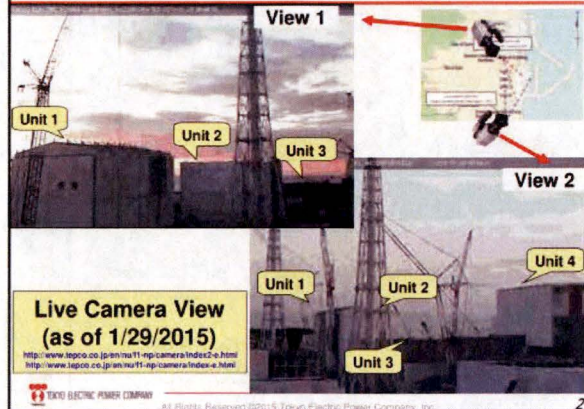 View 1
Unit 1
Unit 2
Unit 3
View 2
Unit 1
Unit 2
Unit 3
Unit 4
Live Camera View
(as of 1/29/2015)
http://www.tepco.co.jp/en/nu/f1-np/camera/index2-e.html
http://www.tepco.co.jp/en/nu/f1-np/camera/index-e.html
TOKYO ELECTRIC POWER COMPANY
All Rights Reserved ©2015 Tokyo Electric Power Company, Inc.
2